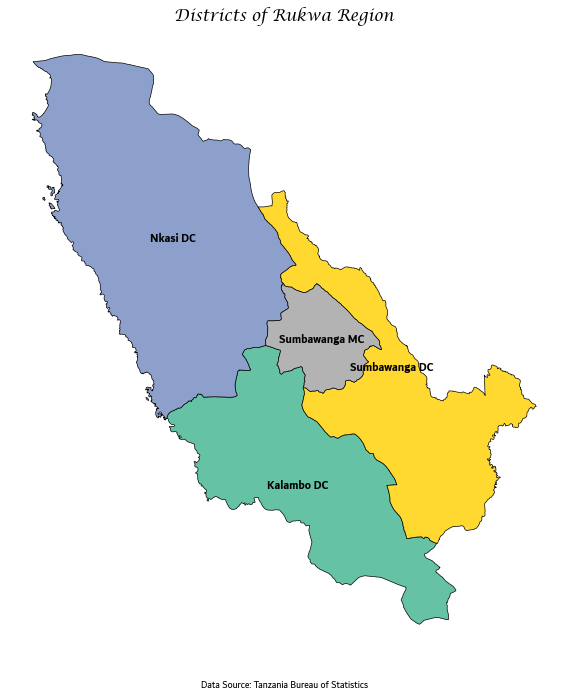 Districts of Rukwa Region
Nkasi DC
Sumbawanga MC
Sumbawanga DC
Kalambo DC
Data Source: Tanzania Bureau of Statistics